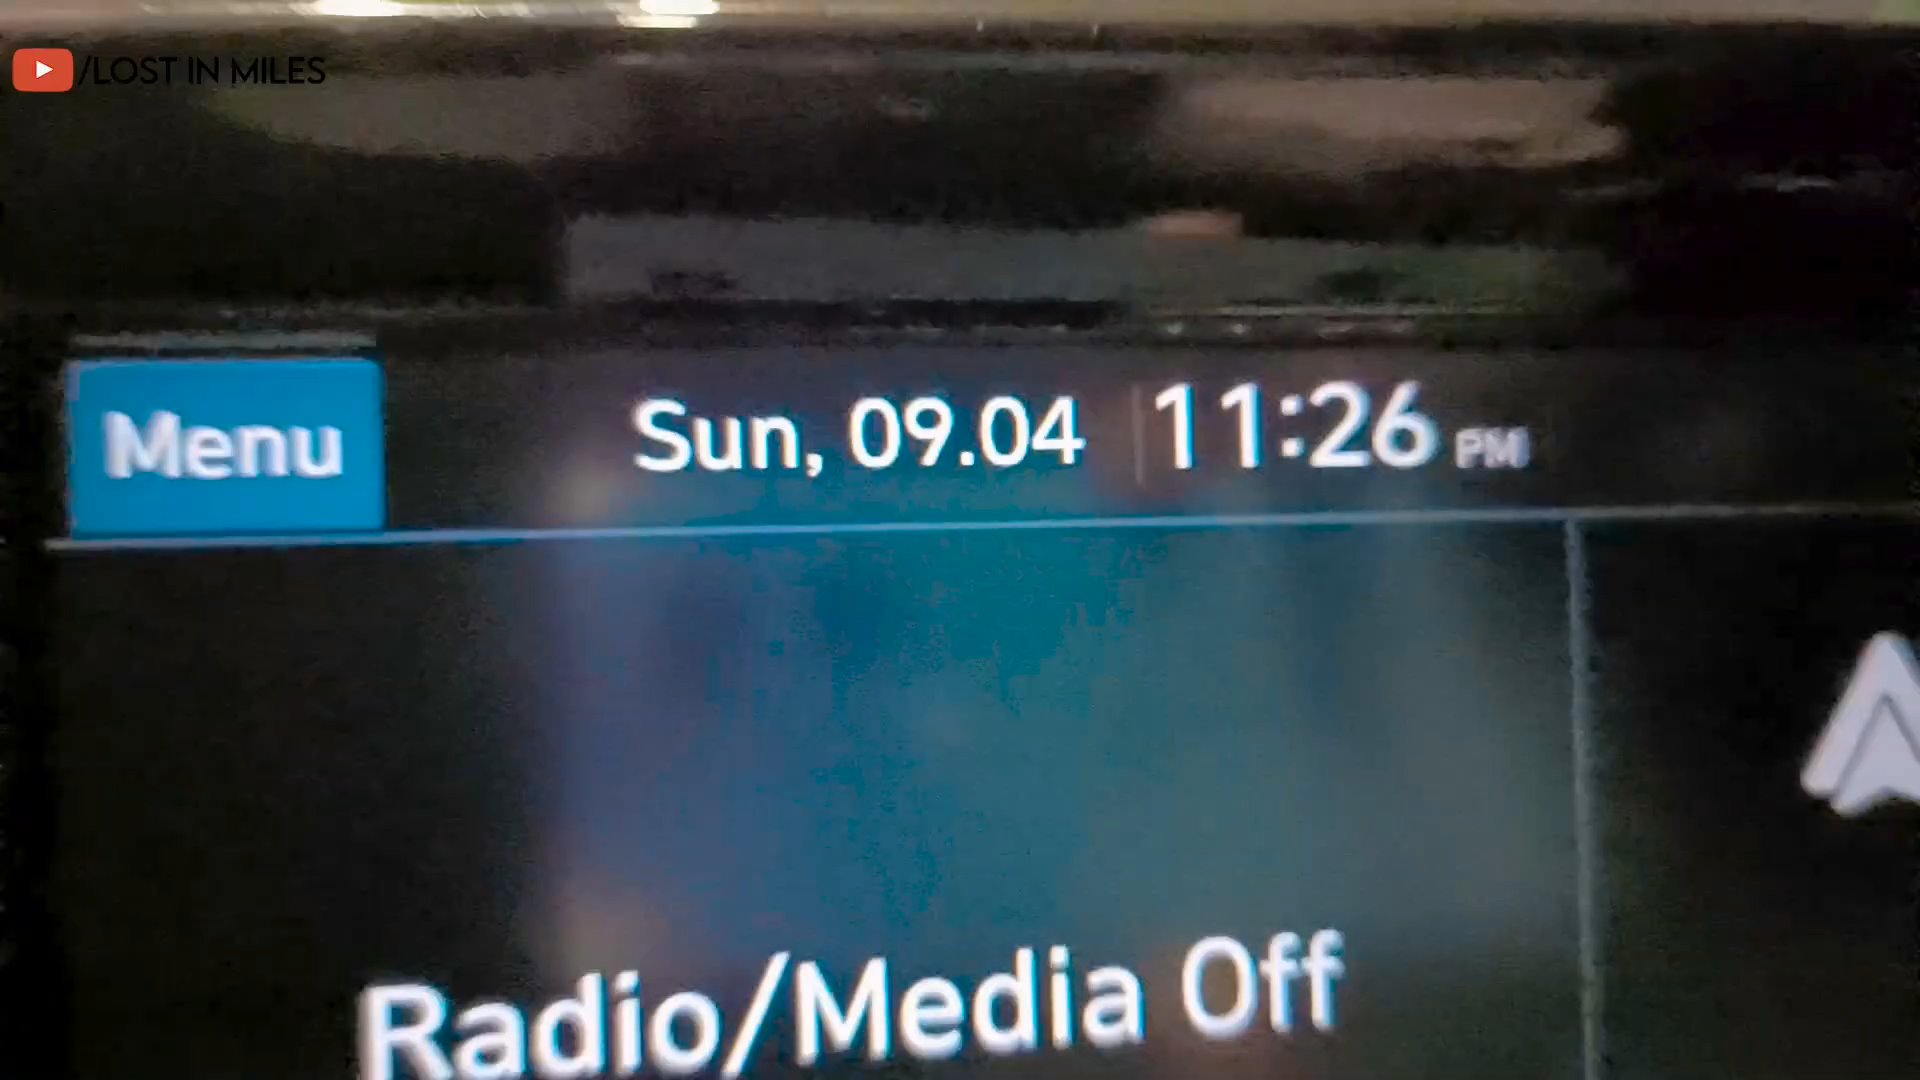 /LOST IN MILES
Menu
Sun, 09.04
11:26 PM
Radio/Media Off